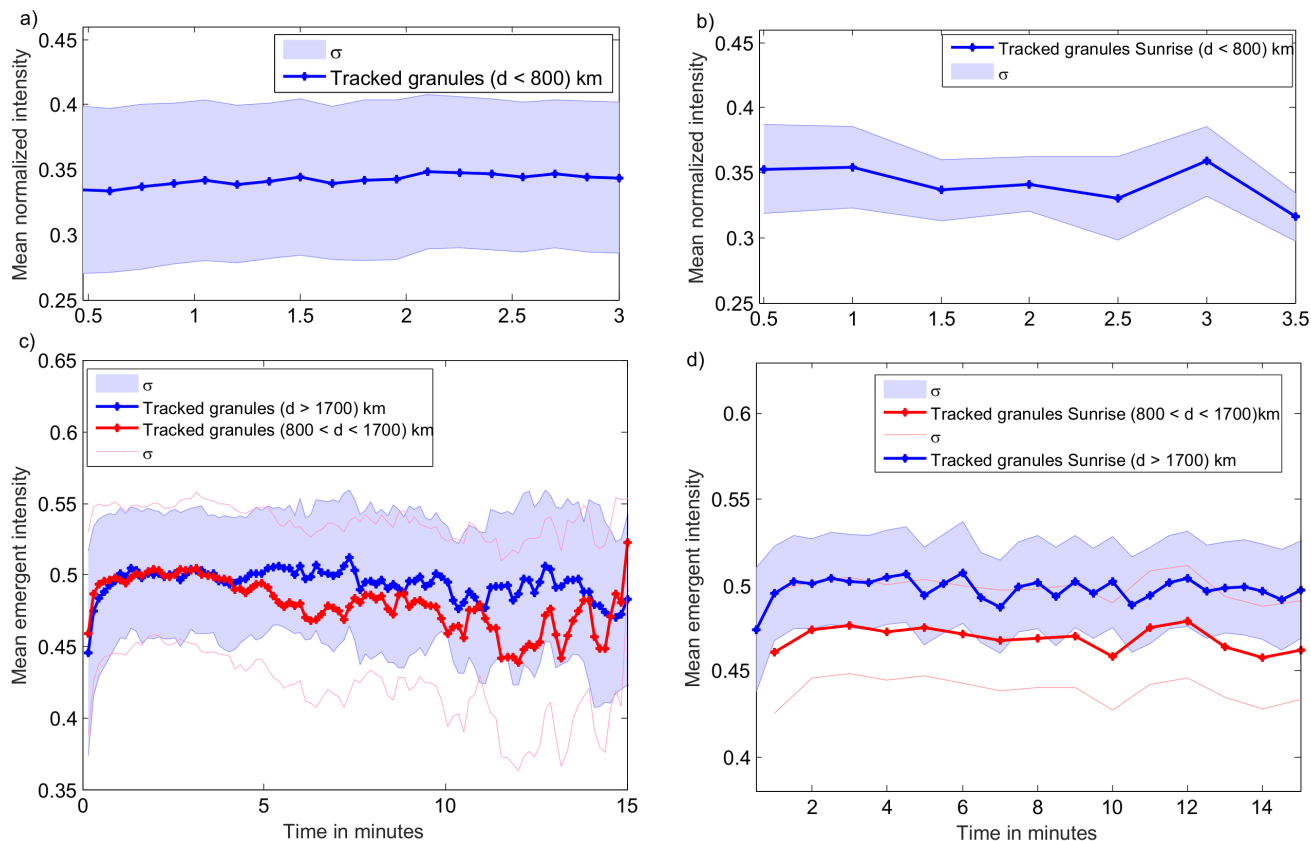 a)
Mean normalized intensity
0.45
0.4
0.35
0.3
0.25
σ
Tracked granules (d < 800) km
0.5 1 1.5 2 2.5 3
b)
Mean normalized intensity
0.45
0.4
0.35
0.3
0.25
Tracked granules Sunrise (d < 800) km
σ
0.5 1 1.5 2 2.5 3 3.5
c)
Mean emergent intensity
0.65
0.6
0.55
0.5
0.45
0.4
0.35
σ
Tracked granules (d > 1700) km
Tracked granules (800 < d < 1700) km
σ
0 5 10 15
Time in minutes
d)
Mean emergent intensity
0.6
0.55
0.5
0.45
0.4
σ
Tracked granules Sunrise (800 < d < 1700)km
σ
Tracked granules Sunrise (d > 1700) km
2 4 6 8 10 12 14
Time in minutes